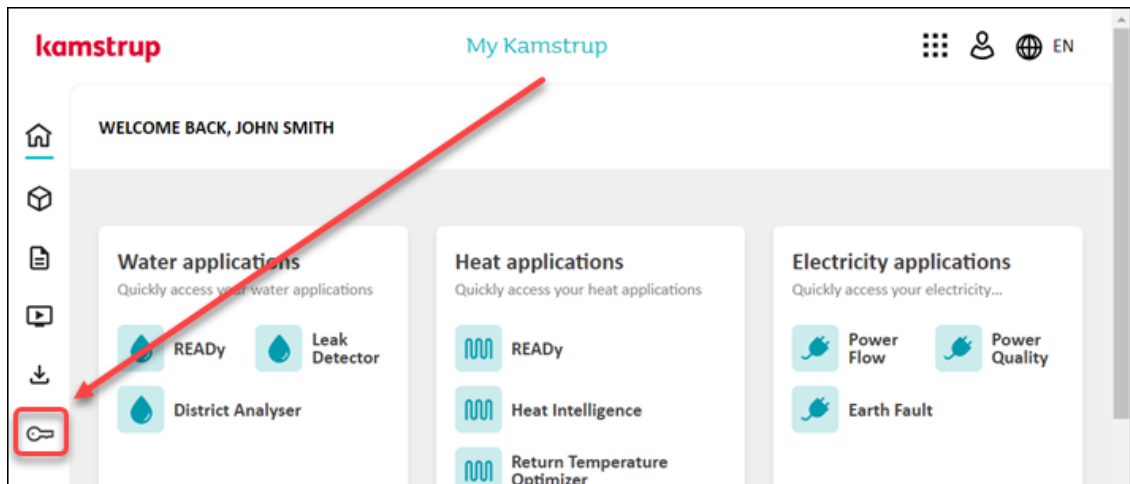 kamstrup
My Kamstrup
EN
WELCOME BACK, JOHN SMITH
Water applications
Quickly access your water applications
READy
Leak
Detector
District Analyser
Heat applications
Quickly access your heat applications
READy
Heat Intelligence
Return Temperature
Optimizer
Electricity applications
Quickly access your electricity...
Power
Flow
Power
Quality
Earth Fault